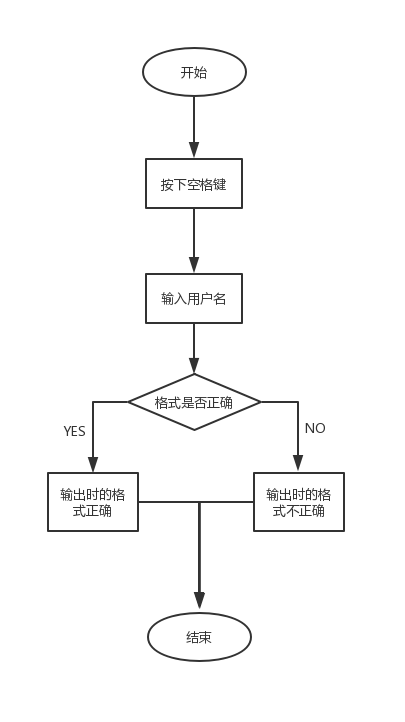 开始
按下空格键
输入用户名
格式是否正确
YES
NO
输出时的格
式正确
输出时的格
式不正确
结束